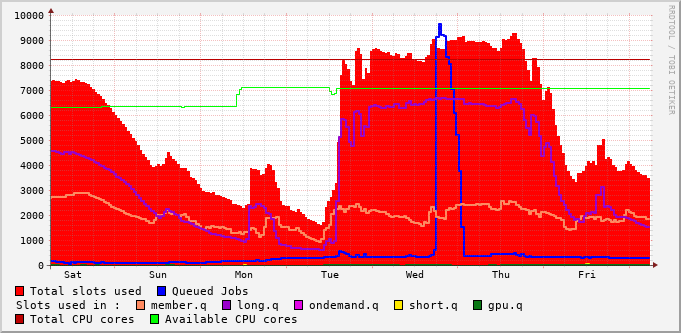 10000
9000
8000
7000
6000
5000
4000
3000
2000
1000
0
Sat Sun Mon Tue Wed Thu Fri
RRDTOOL / TOBI OETIKER
Total slots used Queued Jobs
Slots used in : member.q long.q ondemand.q short.q gpu.q
Total CPU cores Available CPU cores